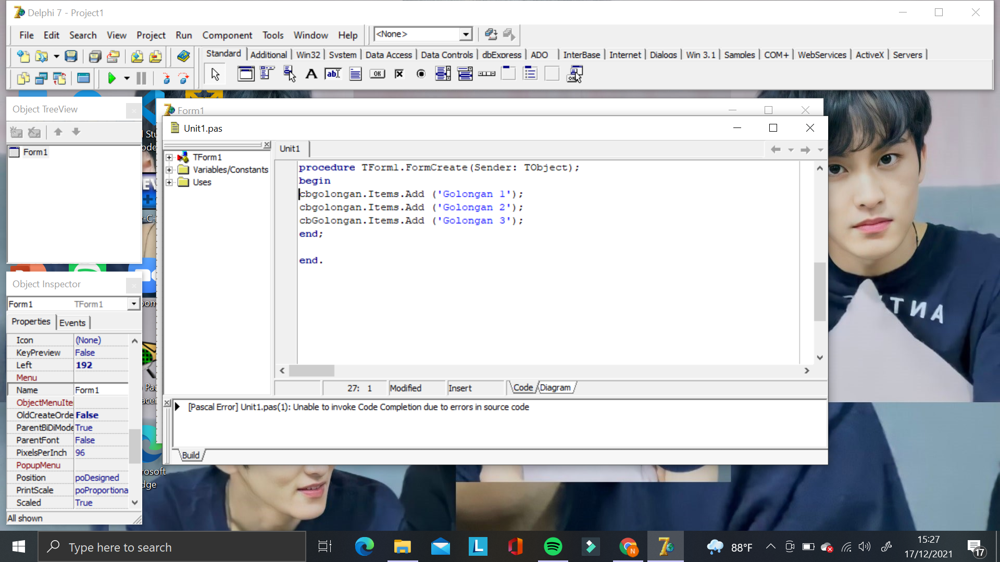 Delphi 7 - Project1
File Edit Search View Project Run Component Tools Window Help <None>
Standard Additional Win32 System Data Access Data Controls dbExpress ADO InterBase Internet Dialogs Win 3.1 Samples COM+ WebServices ActiveX Servers
Object TreeView
Form1
Form1
Unit1.pas
TForm1
Variables/Constants
Uses
Unit1
procedure TForm1.FormCreate(Sender: TObject);
begin
cbgolongan.Items.Add ('Golongan 1');
cbgolongan.Items.Add ('Golongan 2');
cbGolongan.Items.Add ('Golongan 3');
end;
end.
27: 1 Modified Insert Code Diagram
[Pascal Error] Unit1.pas(1): Unable to invoke Code Completion due to errors in source code
Build
Object Inspector
Form1 TForm1
Properties Events
Icon (None)
KeyPreview False
Left 192
Menu
Name Form1
ObjectMenuIte
OldCreateOrde False
ParentBiDiMode True
ParentFont False
PixelsPerInch 96
PopupMenu
Position poDesigned
PrintScale poProportiona
Scaled True
All shown
rosoft
dge
Type here to search
88°F
15:27
17/12/2021
17